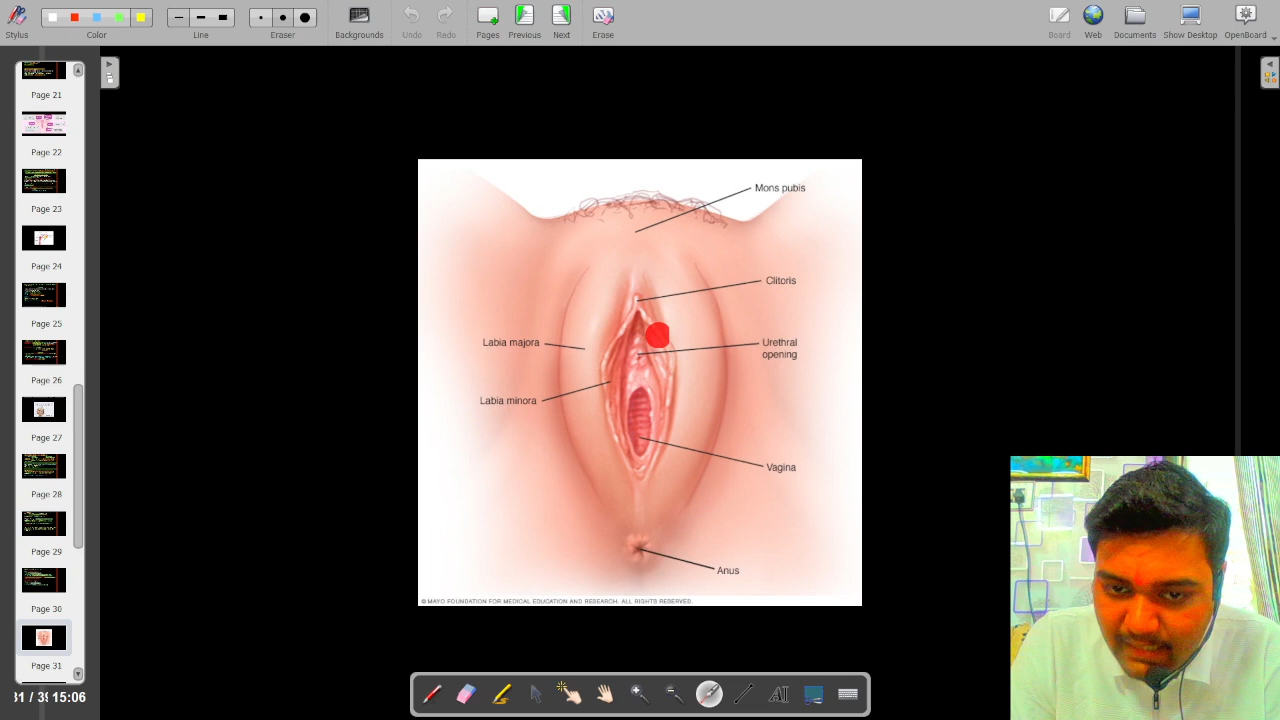 Stylus
Color
Line
Eraser
Backgrounds
Undo
Redo
Pages
Previous
Next
Erase
Board
Web
Documents
Show Desktop
OpenBoard
Page 21
Page 22
Page 23
Page 24
Page 25
Page 26
Page 27
Page 28
Page 29
Page 30
Page 31
15:06
Mons pubis
Clitoris
Labia majora
Urethral
opening
Labia minora
Vagina
Anus
© MAYO FOUNDATION FOR MEDICAL EDUCATION AND RESEARCH. ALL RIGHTS RESERVED.
AI